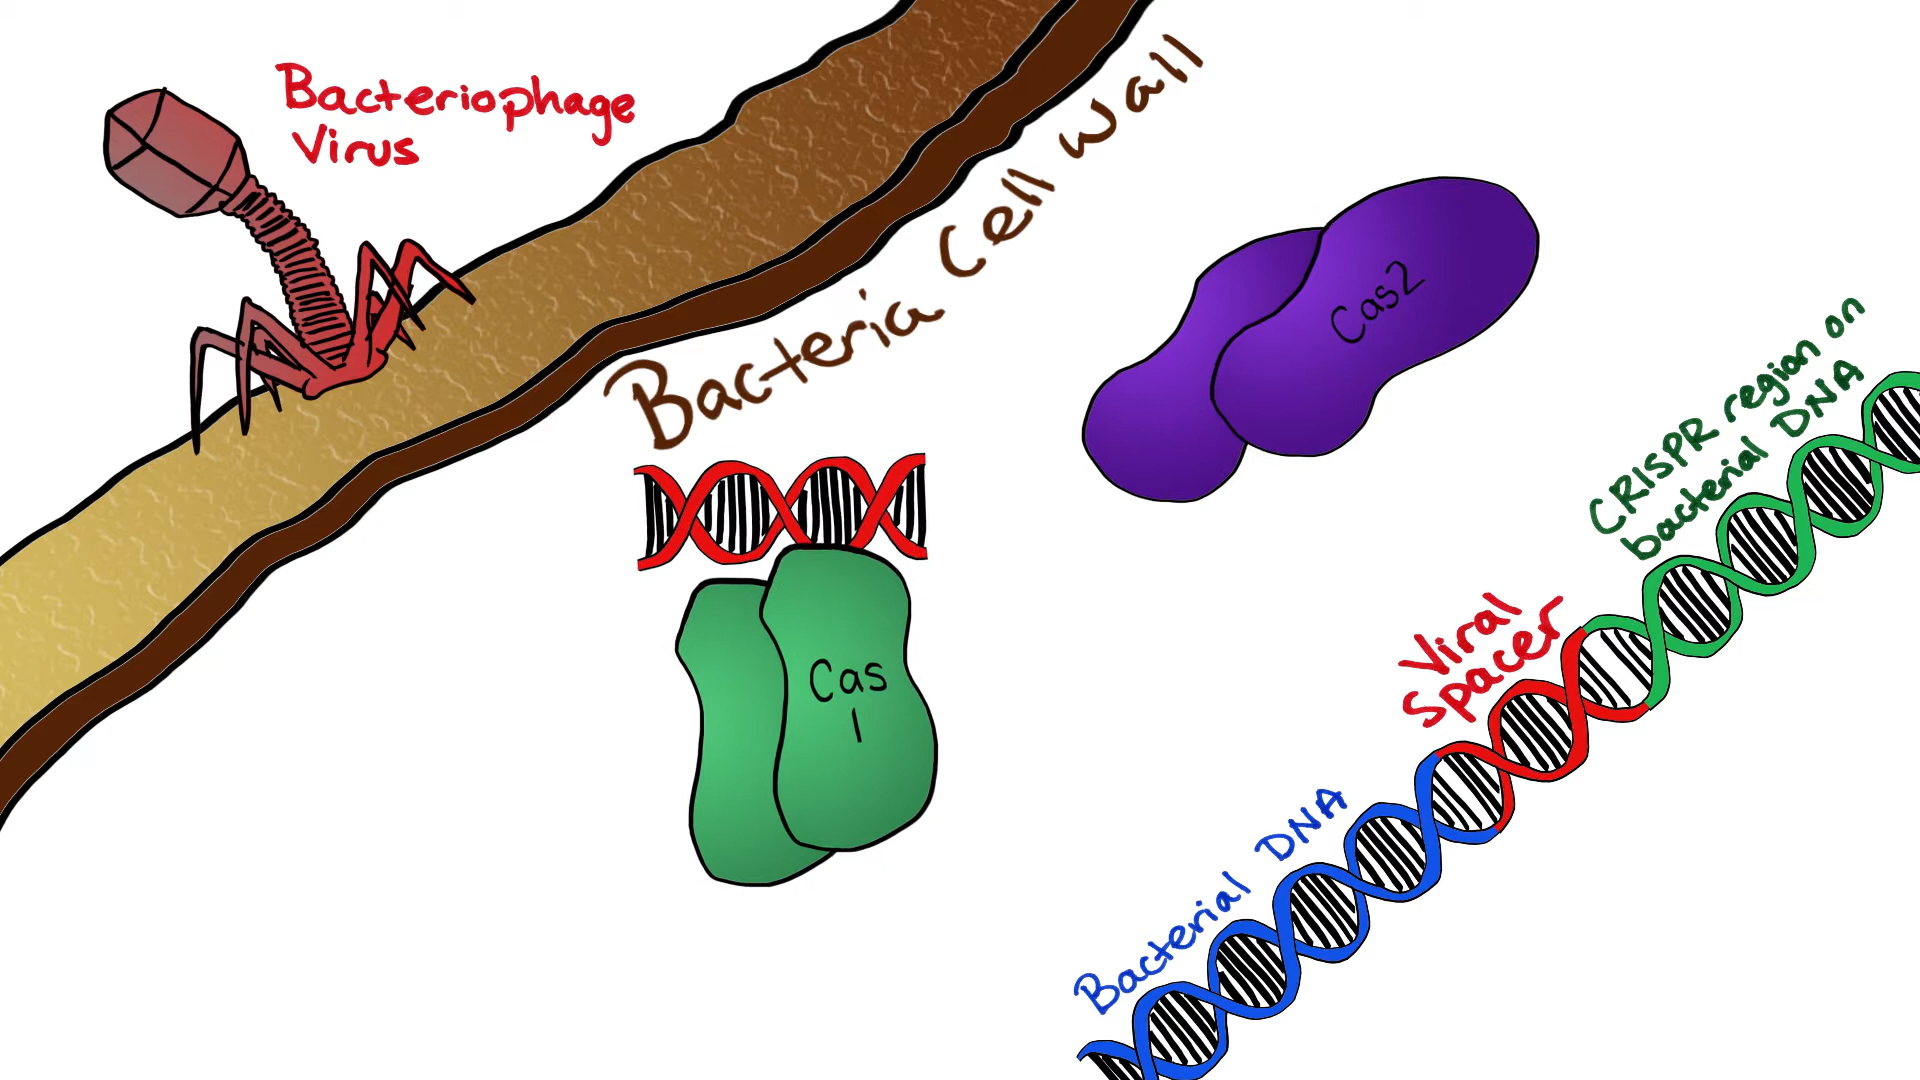 Bacteriophage
Virus
Bacteria Cell Wall
Cas2
CRISPR region on
bacterial DNA
Cas
1
Viral
Spacer
Bacterial DNA